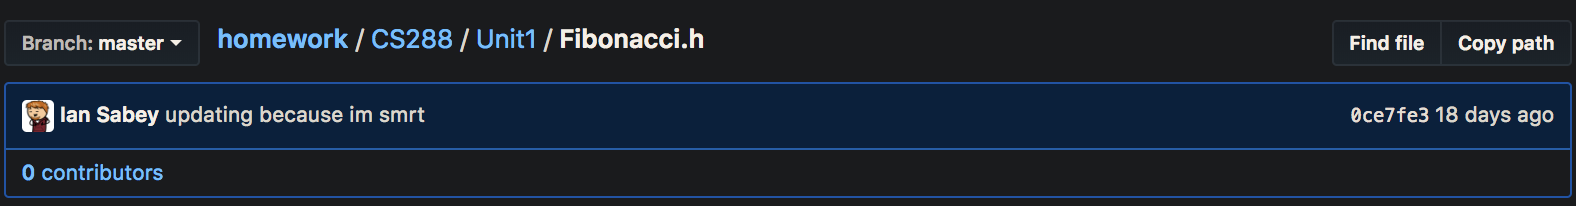 Branch: master homework / CS288 / Unit1 / Fibonacci.h Find file Copy path
Ian Sabey updating because im smrt 0ce7fe3 18 days ago
0 contributors